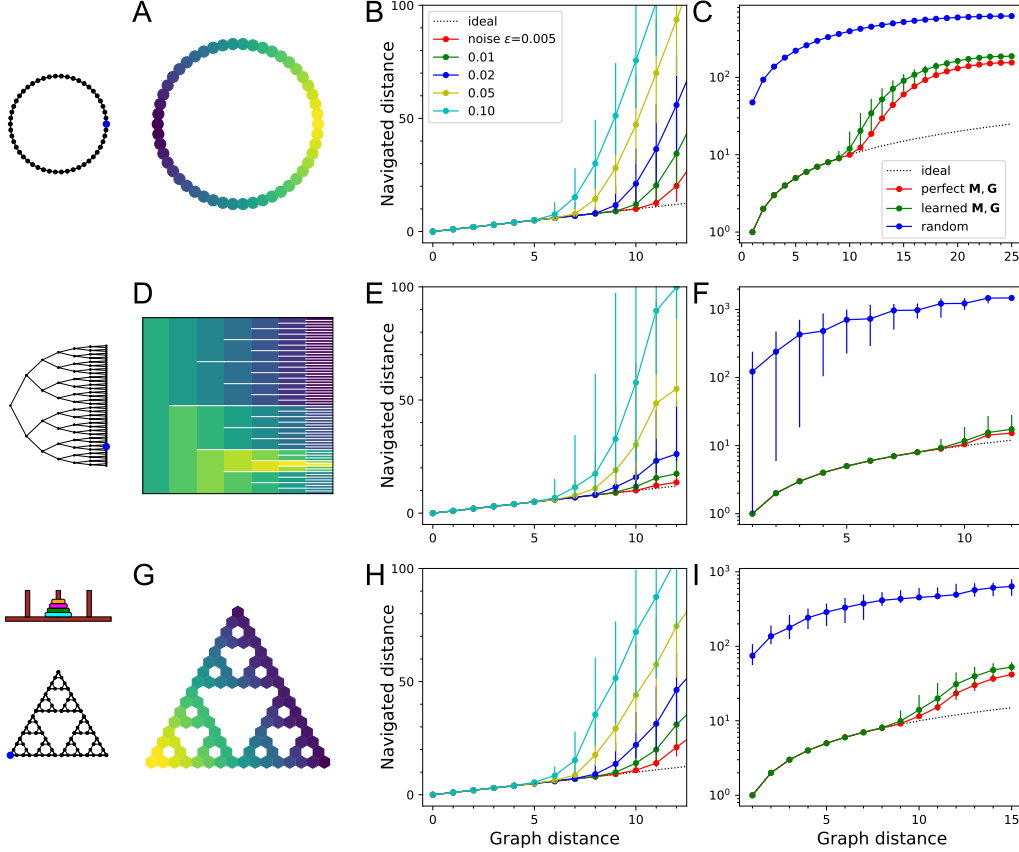 A
B
100
50
0
0
5
10
Navigated distance
ideal
noise ε=0.005
0.01
0.02
0.05
0.10
C
10²
10¹
10⁰
0
5
10
15
20
25
ideal
perfect M, G
learned M, G
random
D
E
100
50
0
0
5
10
Navigated distance
F
10³
10²
10¹
10⁰
5
10
G
H
100
50
0
0
5
10
Navigated distance
Graph distance
I
10³
10²
10¹
10⁰
5
10
15
Graph distance